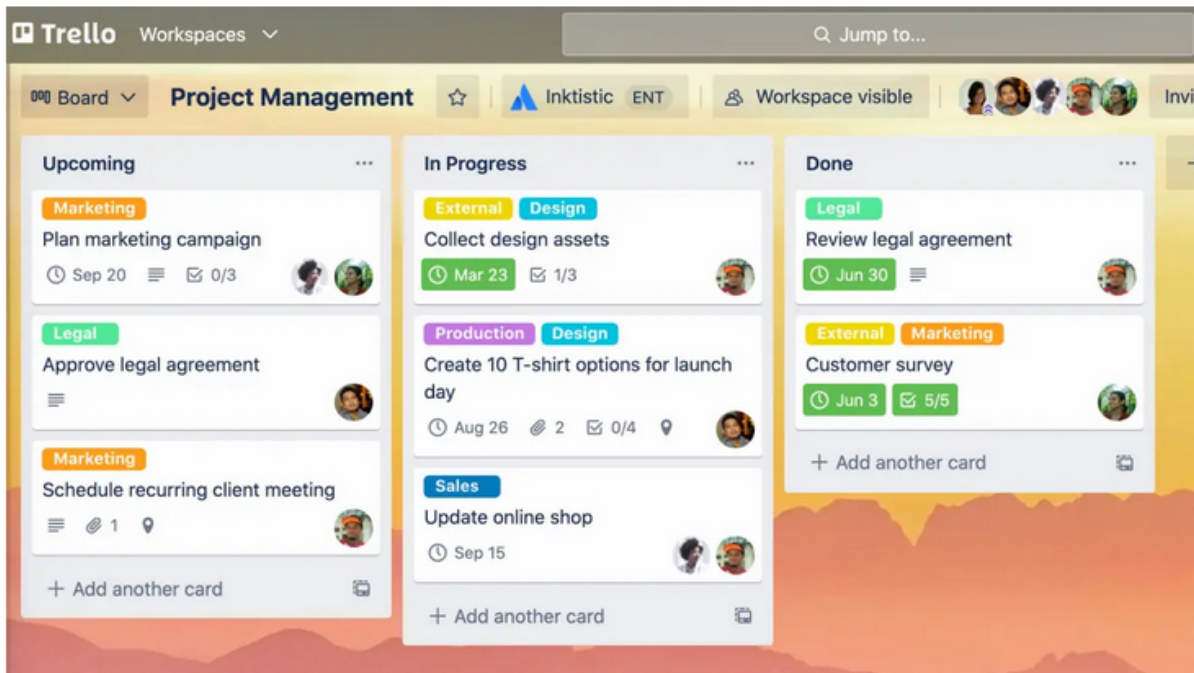 Trello Workspaces Jump to...
Board Project Management Inktistic ENT Workspace visible Invi
Upcoming
Marketing
Plan marketing campaign
Sep 20 0/3
Legal
Approve legal agreement
Marketing
Schedule recurring client meeting
1
+ Add another card
In Progress
External Design
Collect design assets
Mar 23 1/3
Production Design
Create 10 T-shirt options for launch
day
Aug 26 2 0/4
Sales
Update online shop
Sep 15
+ Add another card
Done
Legal
Review legal agreement
Jun 30
External Marketing
Customer survey
Jun 3 5/5
+ Add another card